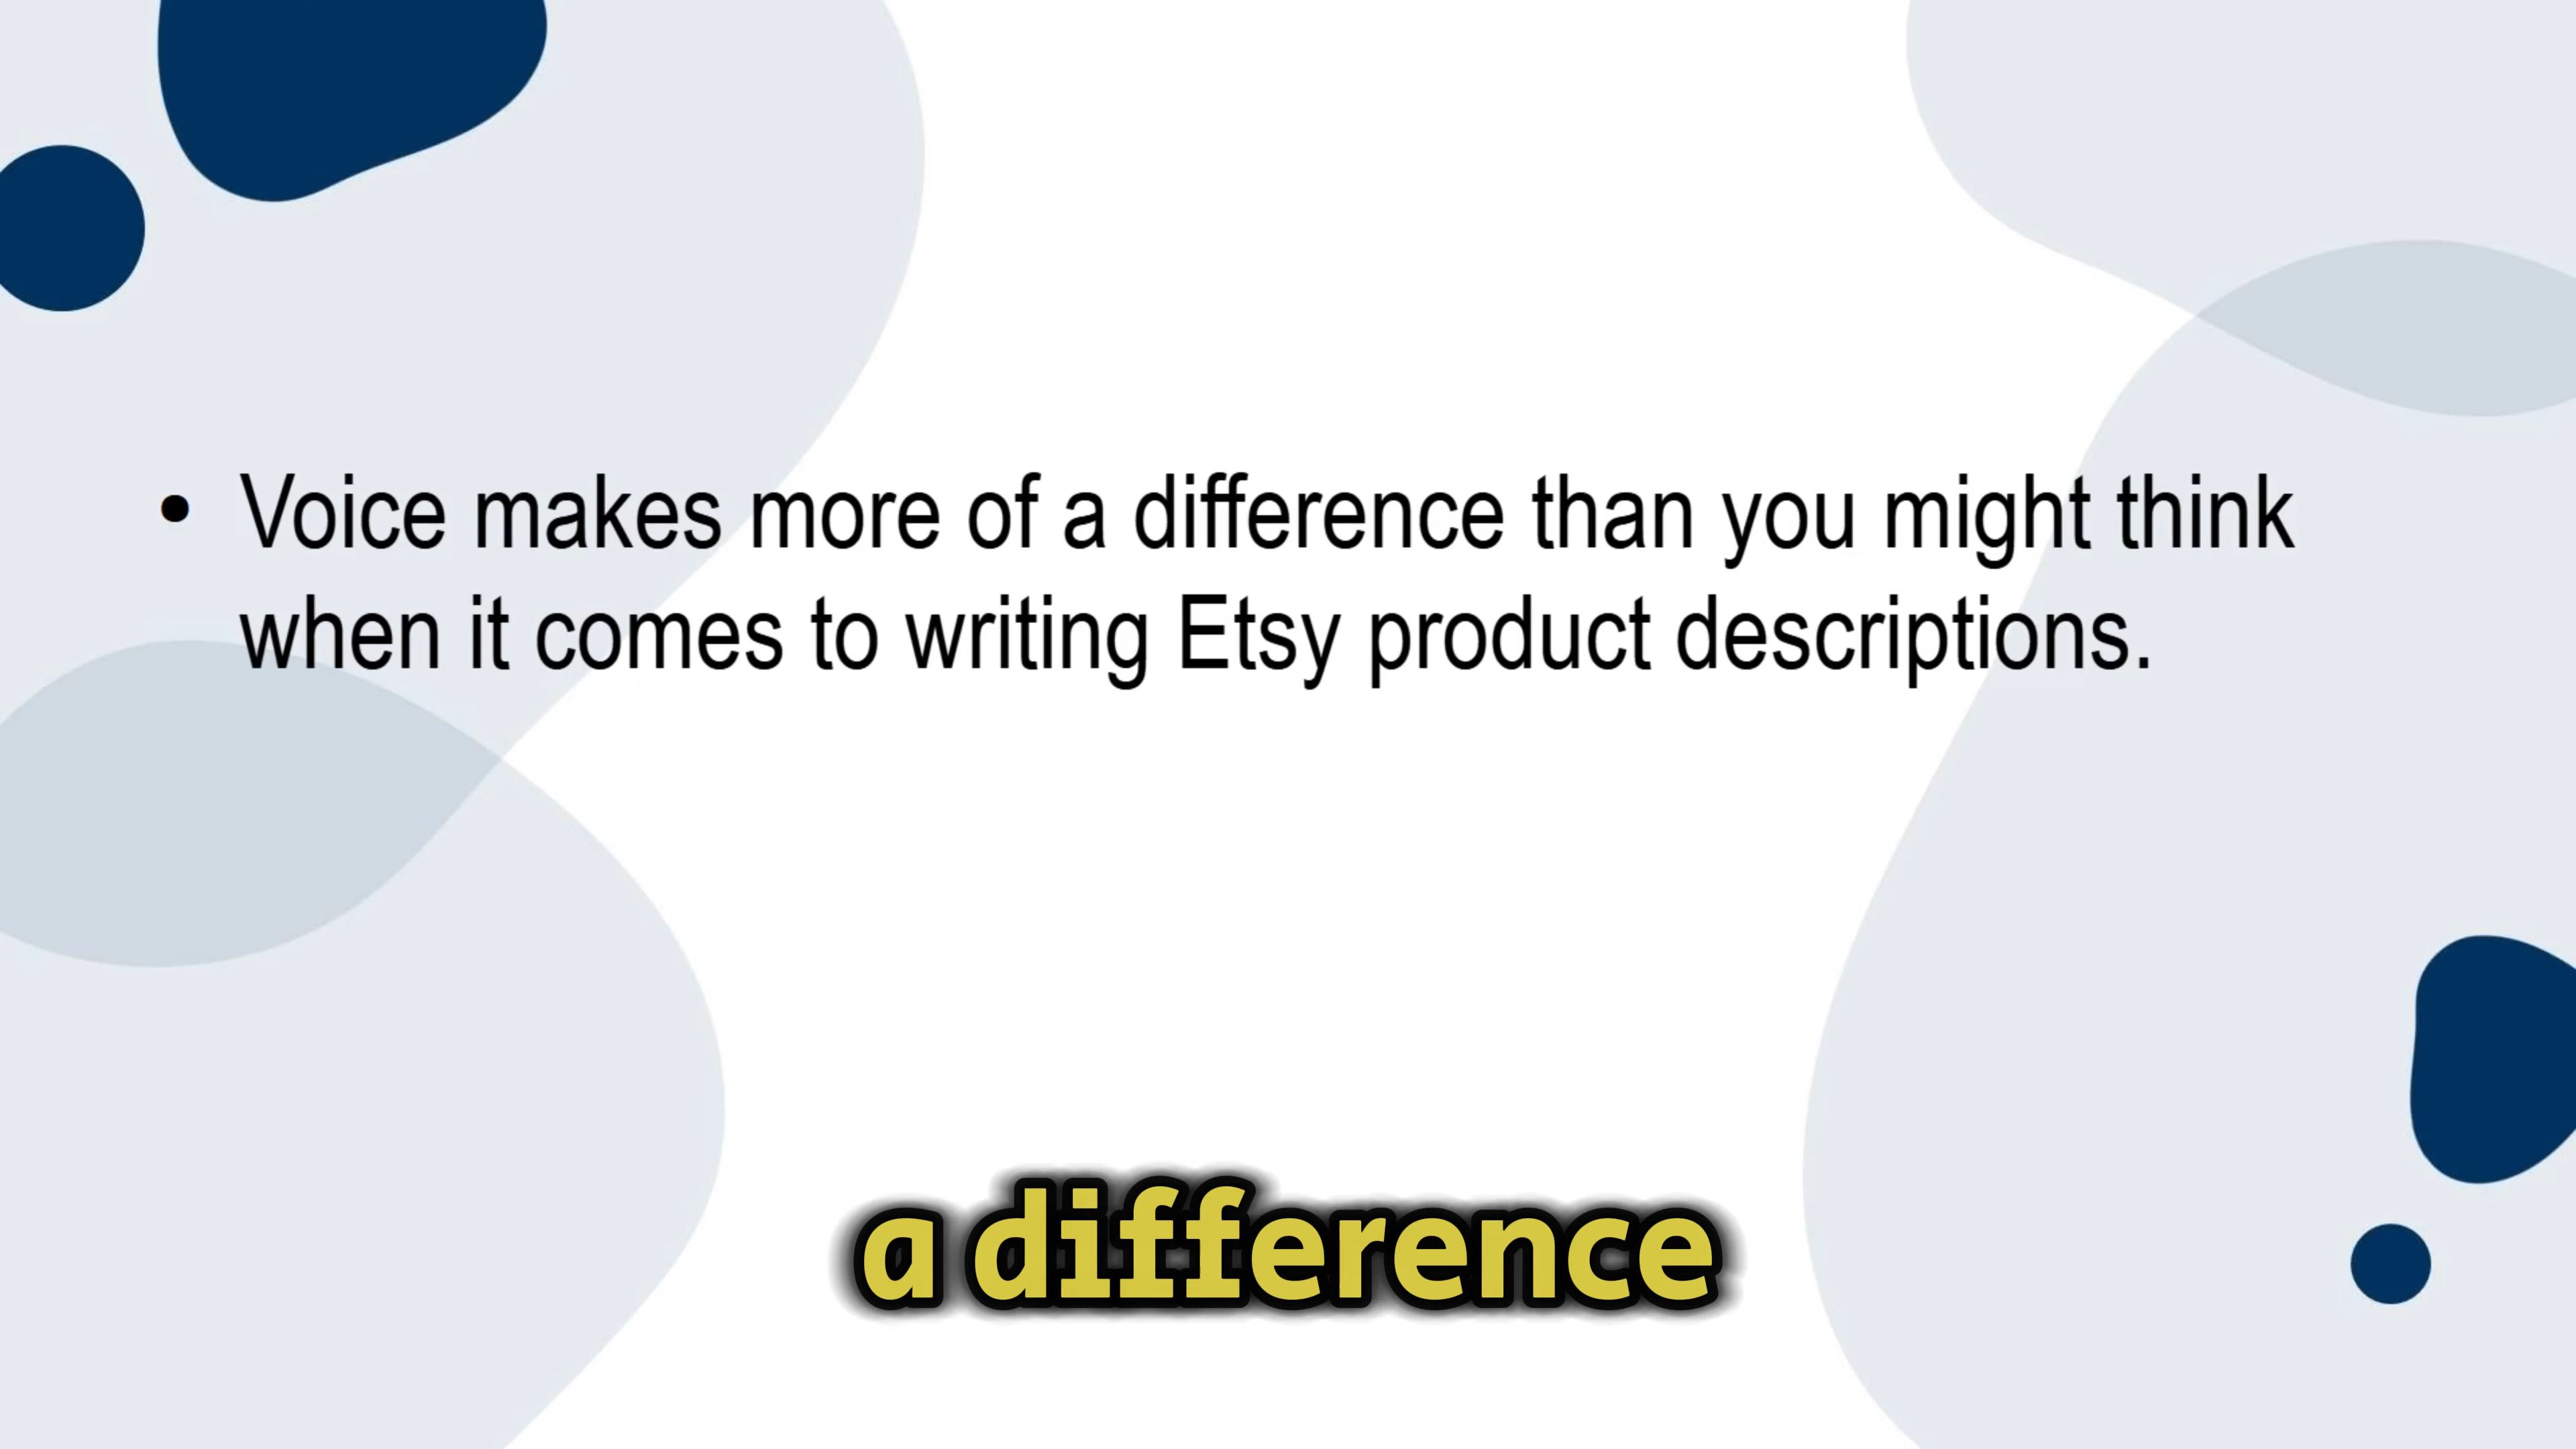 • Voice makes more of a difference than you might think
when it comes to writing Etsy product descriptions.
a difference